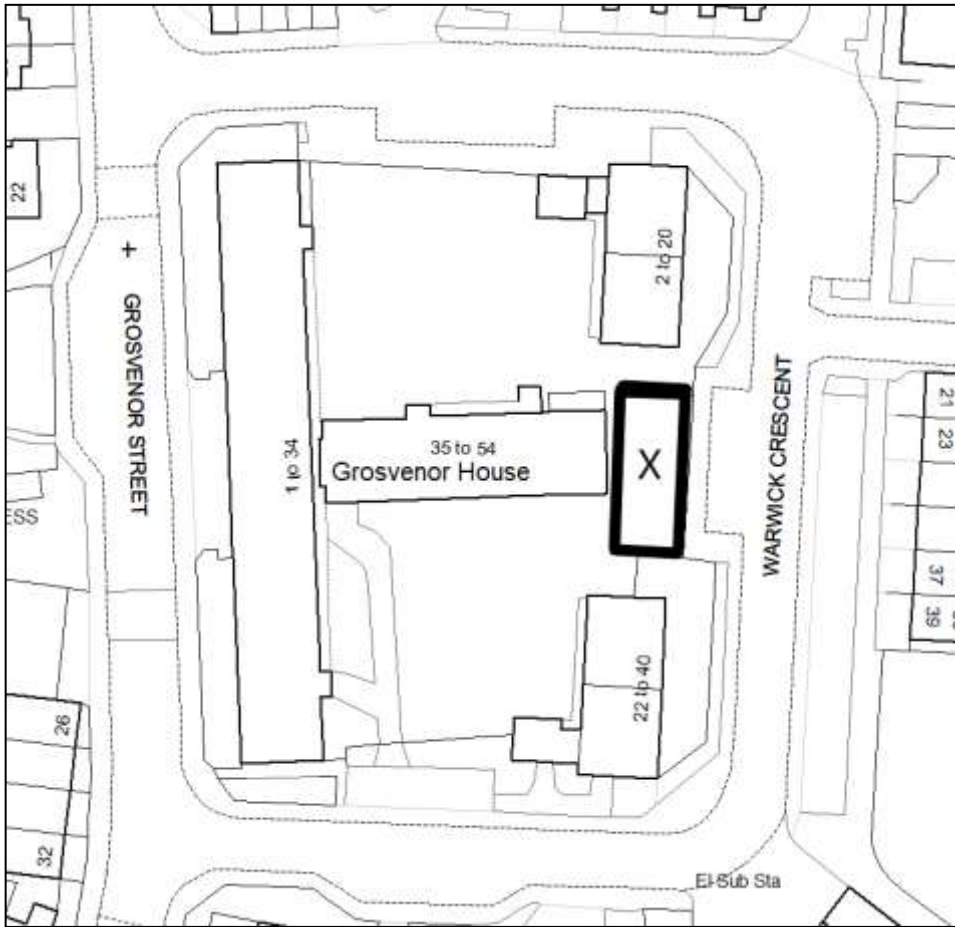 22
+
GROSVENOR STREET
2 to 20
WARWICK CRESCENT
21
23
35 to 54
Grosvenor House
1 to 34
X
ESS
37
39
22 to 40
26
32
El Sub Sta